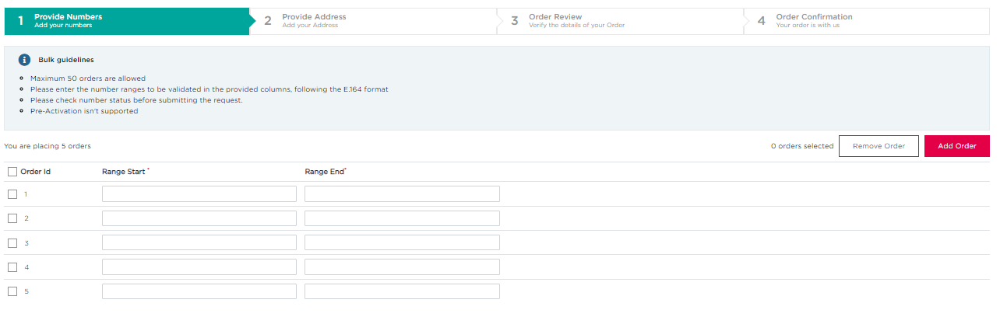 1 Provide Numbers
Add your numbers
2 Provide Address
Add your Address
3 Order Review
Verify the details of your Order
4 Order Confirmation
Your order is with us
i Bulk guidelines
Maximum 50 orders are allowed
Please enter the number ranges to be validated in the provided columns, following the E.164 format
Please check number status before submitting the request.
Pre-Activation isn't supported
You are placing 5 orders
0 orders selected
Remove Order
Add Order
Order Id Range Start * Range End*
1
2
3
4
5